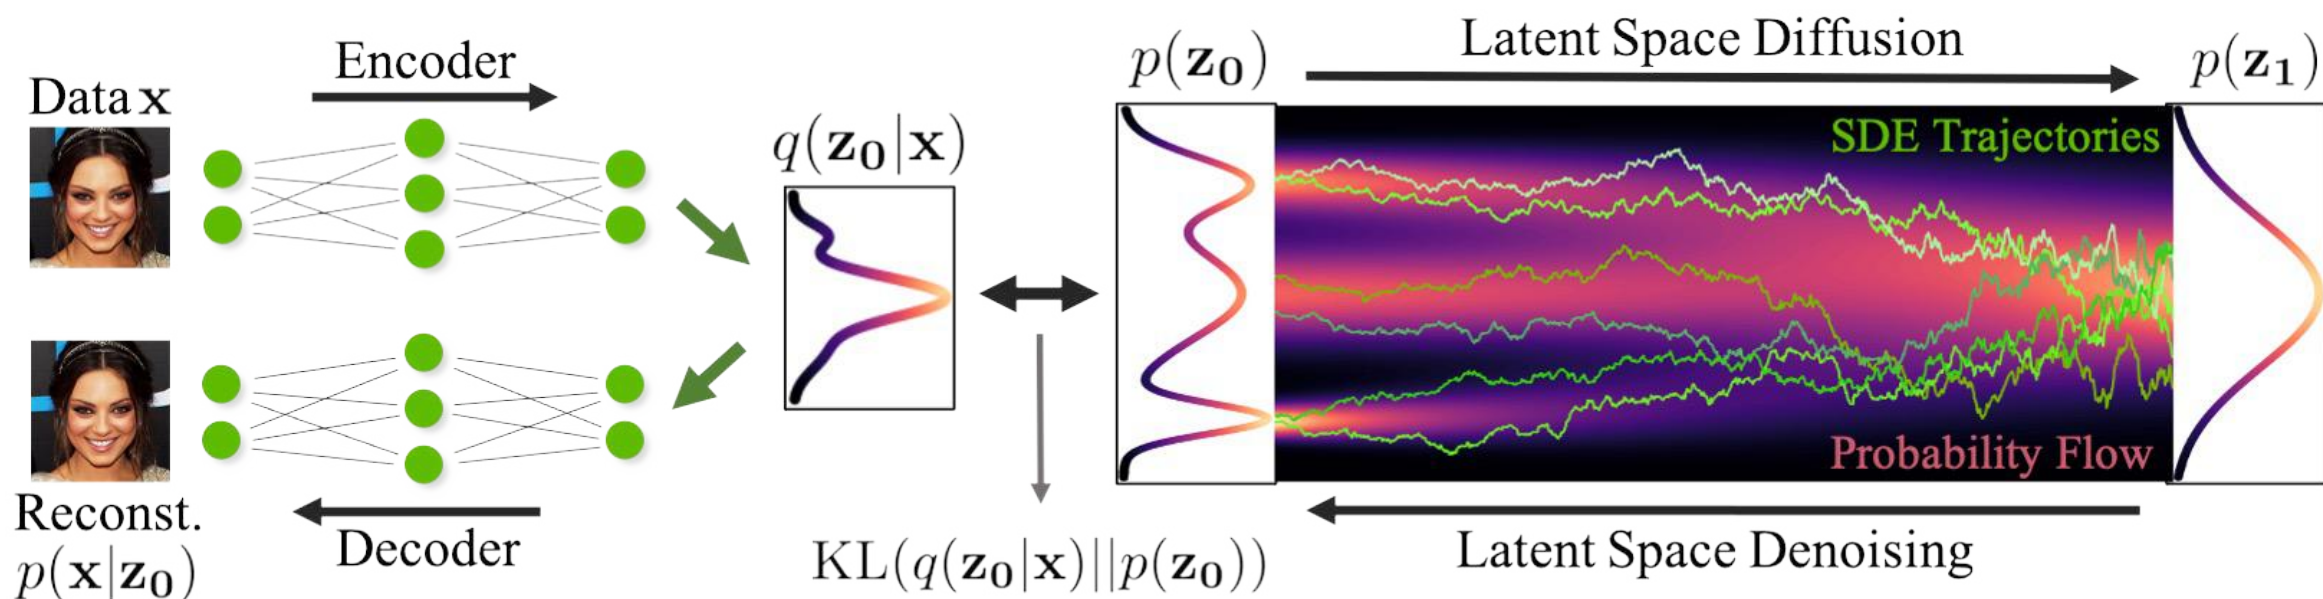 Data x
Encoder
q(z₀|x)
p(z₀)
Latent Space Diffusion
p(z₁)
SDE Trajectories
Probability Flow
Reconst.
p(x|z₀)
Decoder
KL(q(z₀|x)||p(z₀))
Latent Space Denoising